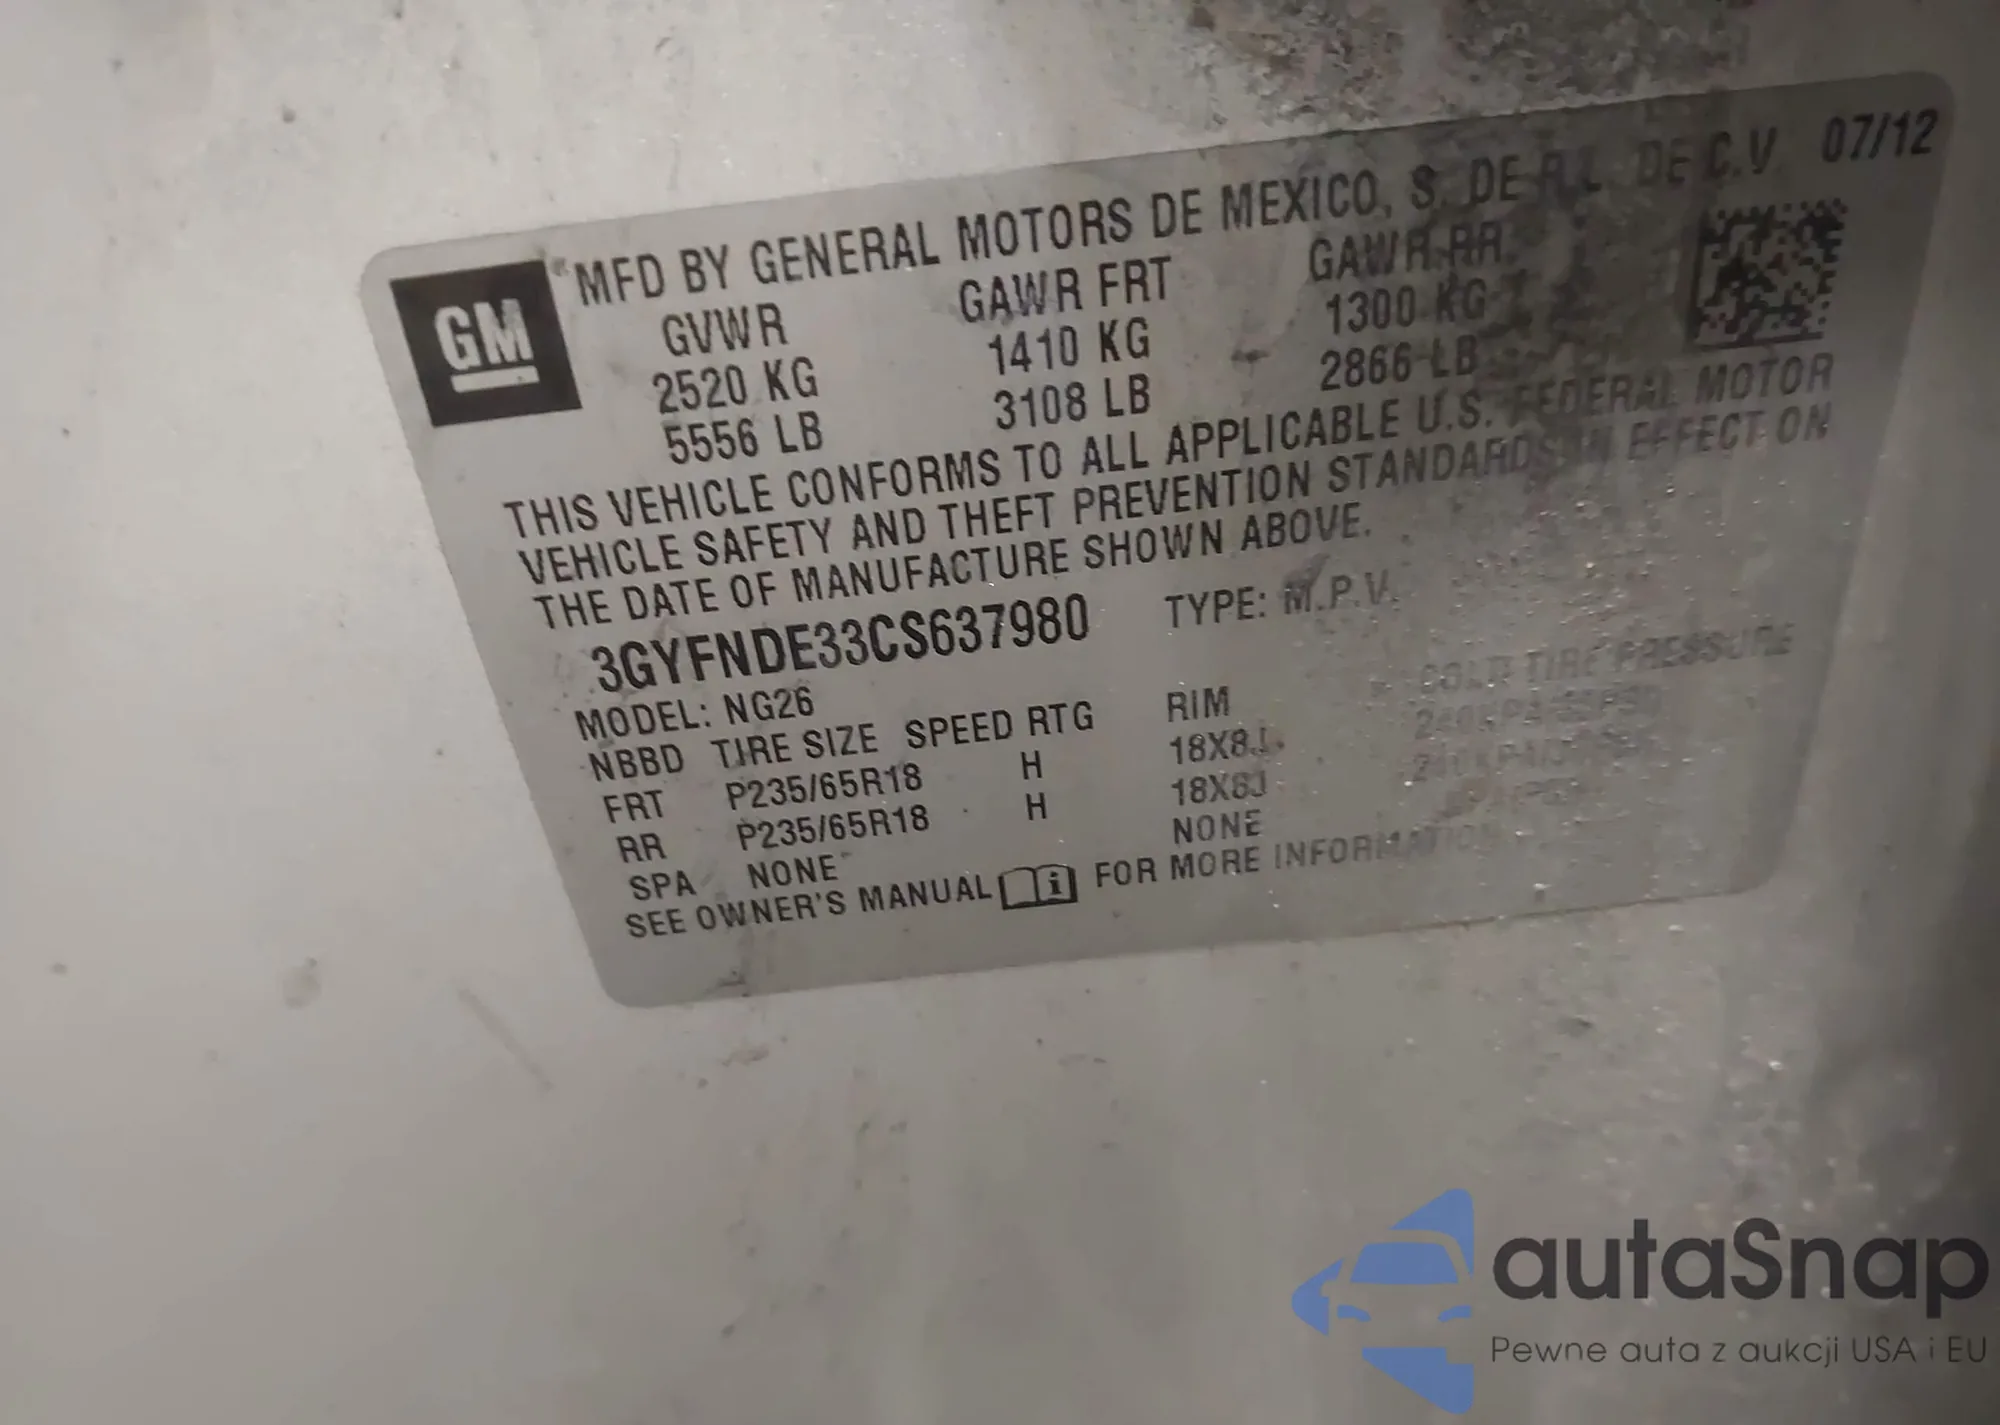 GM
MFD BY GENERAL MOTORS DE MEXICO, S. DE R.L. DE C.V. 07/12
GVWR GAWR FRT GAWR RR
2520 KG 1410 KG 1300 KG
5556 LB 3108 LB 2866 LB
THIS VEHICLE CONFORMS TO ALL APPLICABLE U.S. FEDERAL MOTOR
VEHICLE SAFETY AND THEFT PREVENTION STANDARDS IN EFFECT ON
THE DATE OF MANUFACTURE SHOWN ABOVE.
3GYFNDE33CS637980 TYPE: M.P.V.
MODEL: NG26
NBBD TIRE SIZE SPEED RTG RIM COLD TIRE PRESSURE
FRT P235/65R18 H 18X8J
RR P235/65R18 H 18X8J
SPA NONE NONE
SEE OWNER'S MANUAL FOR MORE INFORMATION
autaSnap
Pewne auta z aukcji USA i EU